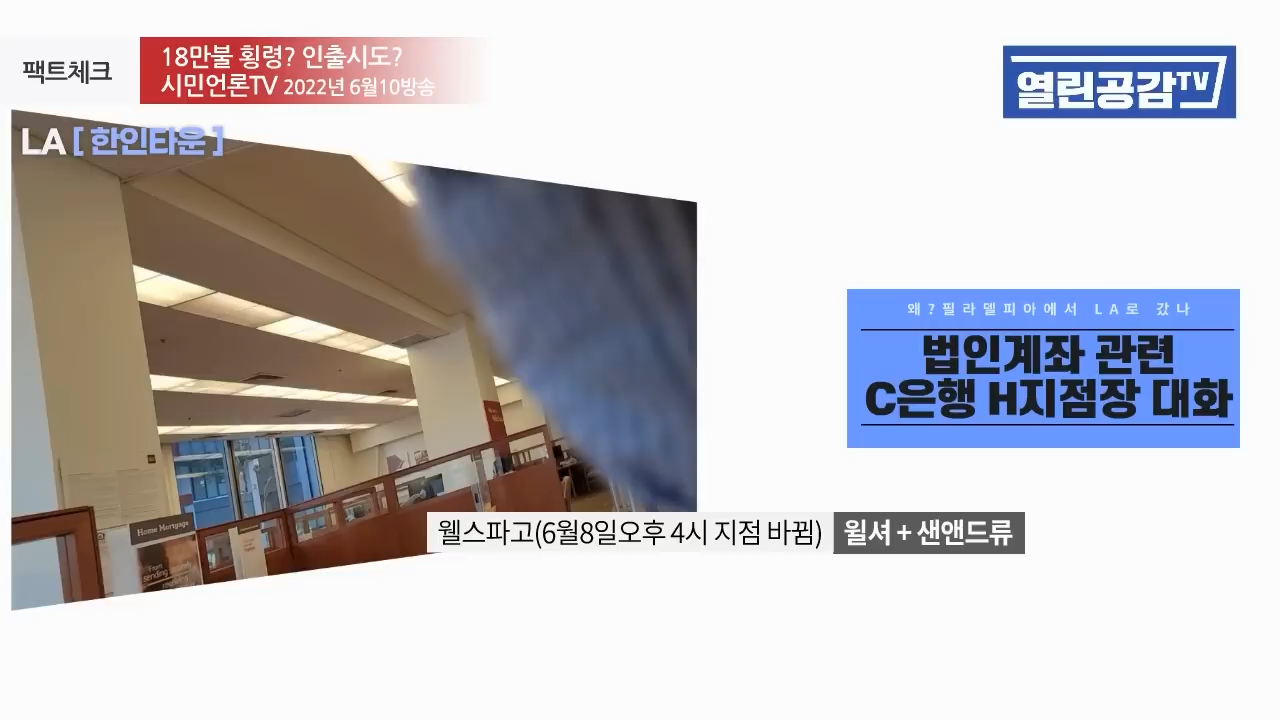 팩트체크
18만불 횡령? 인출시도?
시민언론TV 2022년 6월10방송
열린공감TV
LA [ 한인타운 ]
왜?필라델피아에서 LA로 갔나
법인계좌 관련
C은행 H지점장 대화
Home Mortgage
sending
웰스파고(6월8일오후 4시 지점 바뀜) 윌셔 + 샌앤드류